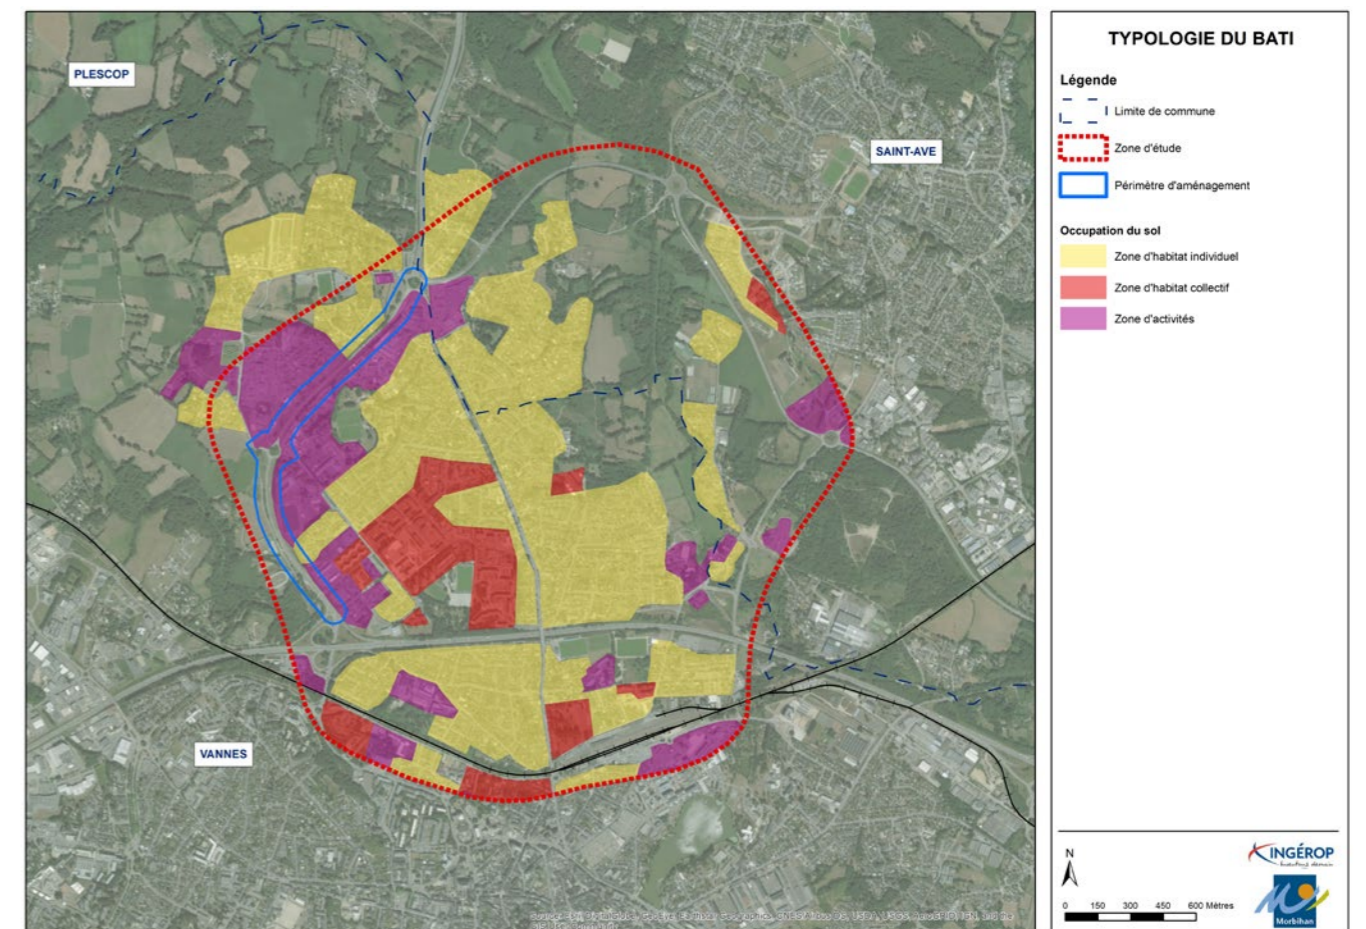 PLESCOP
SAINT-AVE
VANNES
TYPOLOGIE DU BATI
Légende
Limite de commune
Zone d'étude
Périmètre d'aménagement
Occupation du sol
Zone d'habitat individuel
Zone d'habitat collectif
Zone d'activités
N
0 150 300 450 600 Mètres
INGÉROP
Morbihan